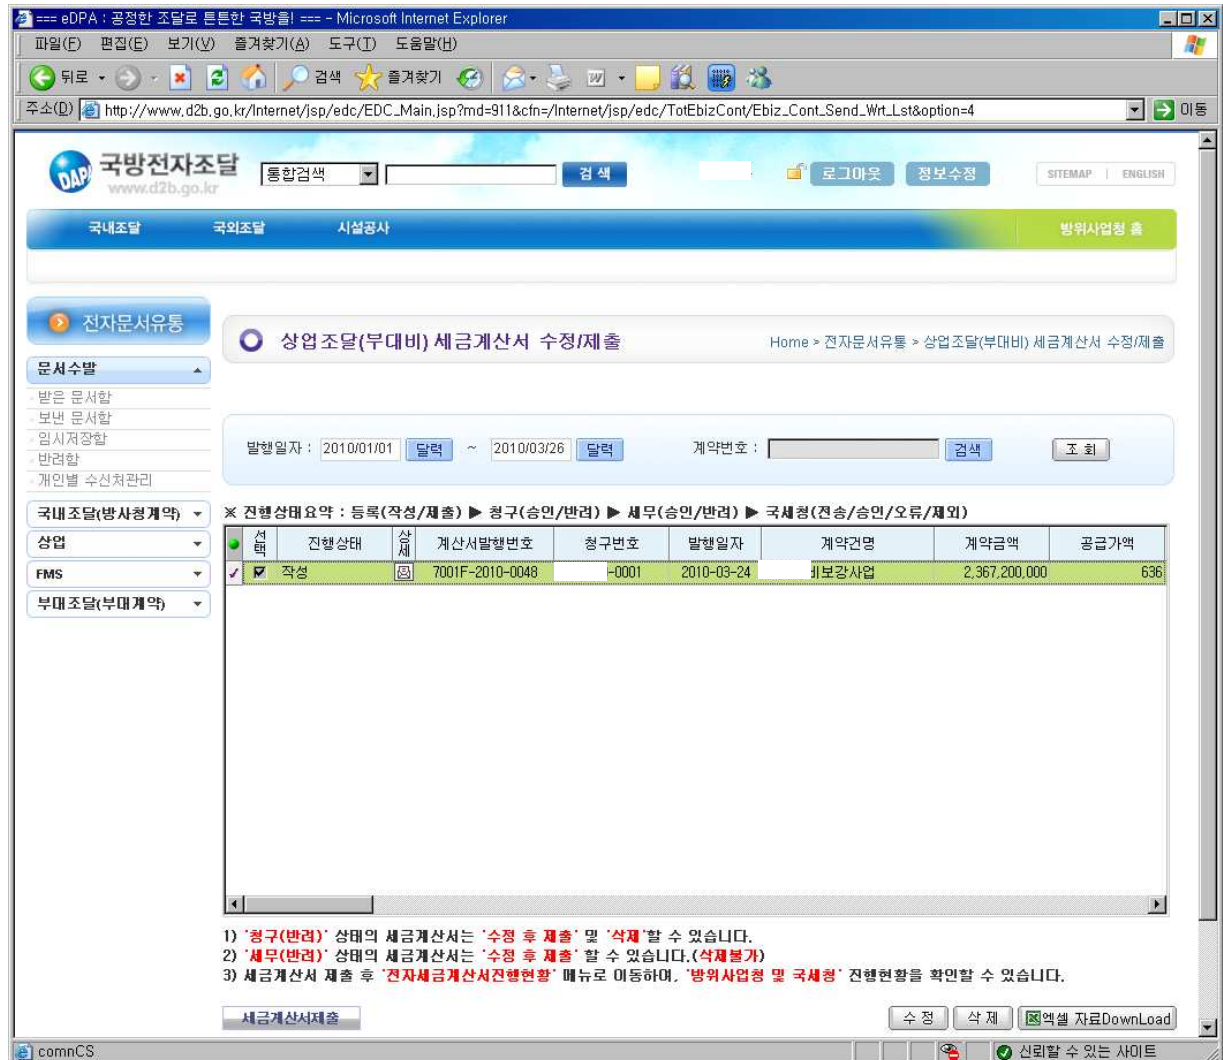 === eDPA : 공정한 조달로 튼튼한 국방을! === - Microsoft Internet Explorer
파일(F) 편집(E) 보기(V) 즐겨찾기(A) 도구(T) 도움말(H)
뒤로 검색 즐겨찾기
주소(D) http://www.d2b.go.kr/Internet/jsp/edc/EDC_Main.jsp?md=911&cfn=/Internet/jsp/edc/TotEbizCont/Ebiz_Cont_Send_Wrt_Lst&option=4 이동
DAPA 국방전자조달 통합검색 검색 로그아웃 정보수정 SITEMAP | ENGLISH
www.d2b.go.kr
국내조달 국외조달 시설공사 방위사업청 홈
전자문서유통
상업조달(부대비) 세금계산서 수정/제출 Home > 전자문서유통 > 상업조달(부대비) 세금계산서 수정/제출
문서수발
받은 문서함
보낸 문서함
임시저장함
반려함
개인별 수신처관리
국내조달(방사청계약)
상업
FMS
부대조달(부대계약)
발행일자 : 2010/01/01 달력 ~ 2010/03/26 달력 계약번호 : 검색 조 회
※ 진행상태요약 : 등록(작성/제출) ▶ 청구(승인/반려) ▶ 세무(승인/반려) ▶ 국세청(전송/승인/오류/제외)
선택 진행상태 상세 계산서발행번호 청구번호 발행일자 계약건명 계약금액 공급가액
작성 7001F-2010-0048 -0001 2010-03-24 비보강사업 2,367,200,000 636
1) '청구(반려)' 상태의 세금계산서는 '수정 후 제출' 및 '삭제'할 수 있습니다.
2) '세무(반려)' 상태의 세금계산서는 '수정 후 제출' 할 수 있습니다.(삭제불가)
3) 세금계산서 제출 후 '전자세금계산서진행현황' 메뉴로 이동하며, '방위사업청 및 국세청' 진행현황을 확인할 수 있습니다.
세금계산서제출 수 정 삭 제 엑셀 자료DownLoad
comnCS 신뢰할 수 있는 사이트